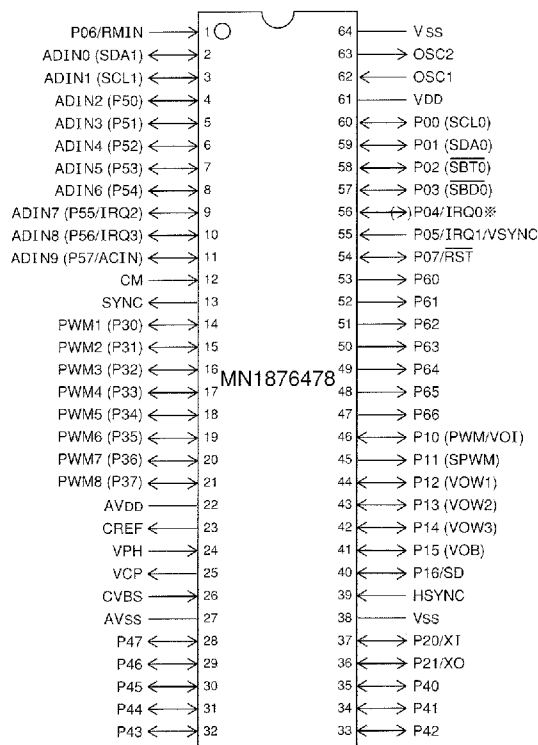 P06/RMIN 1 64 Vss
ADIN0 (SDA1) 2 63 OSC2
ADIN1 (SCL1) 3 62 OSC1
ADIN2 (P50) 4 61 VDD
ADIN3 (P51) 5 60 P00 (SCL0)
ADIN4 (P52) 6 59 P01 (SDA0)
ADIN5 (P53) 7 58 P02 (SBT0)
ADIN6 (P54) 8 57 P03 (SBD0)
ADIN7 (P55/IRQ2) 9 56 ( ) P04/IRQ0※
ADIN8 (P56/IRQ3) 10 55 P05/IRQ1/VSYNC
ADIN9 (P57/ACIN) 11 54 P07/RST
CM 12 53 P60
SYNC 13 52 P61
PWM1 (P30) 14 51 P62
PWM2 (P31) 15 50 P63
PWM3 (P32) 16 49 P64
MN1876478
PWM4 (P33) 17 48 P65
PWM5 (P34) 18 47 P66
PWM6 (P35) 19 46 P10 (PWM/VOI)
PWM7 (P36) 20 45 P11 (SPWM)
PWM8 (P37) 21 44 P12 (VOW1)
AVDD 22 43 P13 (VOW2)
CREF 23 42 P14 (VOW3)
VPH 24 41 P15 (VOB)
VCP 25 40 P16/SD
CVBS 26 39 HSYNC
AVss 27 38 Vss
P47 28 37 P20/XI
P46 29 36 P21/XO
P45 30 35 P40
P44 31 34 P41
P43 32 33 P42